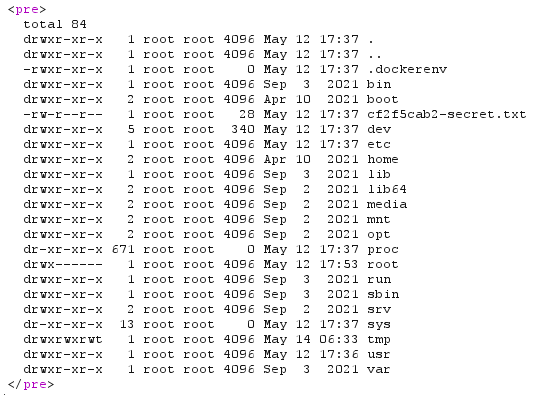 <pre>
total 84
drwxr-xr-x   1 root root 4096 May 12 17:37 .
drwxr-xr-x   1 root root 4096 May 12 17:37 ..
-rwxr-xr-x   1 root root    0 May 12 17:37 .dockerenv
drwxr-xr-x   1 root root 4096 Sep  3  2021 bin
drwxr-xr-x   2 root root 4096 Apr 10  2021 boot
-rw-r--r--   1 root root   28 May 12 17:37 cf2f5cab2-secret.txt
drwxr-xr-x   5 root root  340 May 12 17:37 dev
drwxr-xr-x   1 root root 4096 May 12 17:37 etc
drwxr-xr-x   2 root root 4096 Apr 10  2021 home
drwxr-xr-x   1 root root 4096 Sep  3  2021 lib
drwxr-xr-x   2 root root 4096 Sep  2  2021 lib64
drwxr-xr-x   2 root root 4096 Sep  2  2021 media
drwxr-xr-x   2 root root 4096 Sep  2  2021 mnt
drwxr-xr-x   2 root root 4096 Sep  2  2021 opt
dr-xr-xr-x 671 root root    0 May 12 17:37 proc
drwx------   1 root root 4096 May 12 17:53 root
drwxr-xr-x   1 root root 4096 Sep  3  2021 run
drwxr-xr-x   1 root root 4096 Sep  3  2021 sbin
drwxr-xr-x   2 root root 4096 Sep  2  2021 srv
dr-xr-xr-x  13 root root    0 May 12 17:37 sys
drwxrwxrwt   1 root root 4096 May 14 06:33 tmp
drwxr-xr-x   1 root root 4096 May 12 17:36 usr
drwxr-xr-x   1 root root 4096 Sep  3  2021 var
</pre>